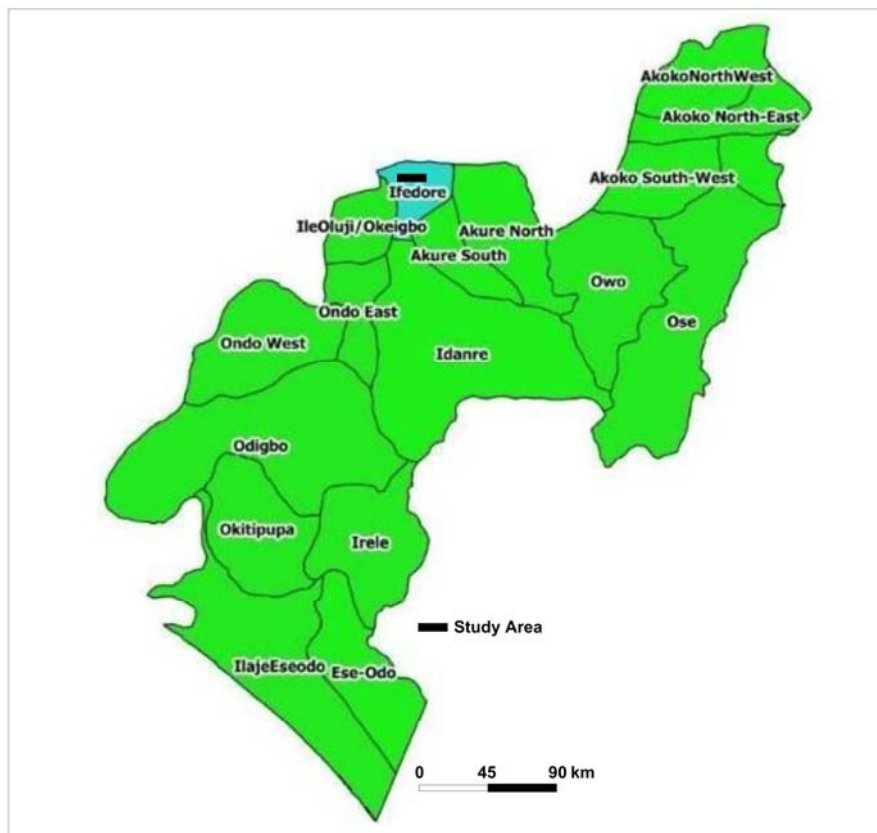 AkokoNorthWest
Akoko North-East
Akoko South-West
Ifedore
IleOluji/Okeigbo
Akure North
Akure South
Owo
Ondo East
Ose
Ondo West
Idanre
Odigbo
Okitipupa
Irele
Study Area
IlajeEseodo
Ese-Odo
0 45 90 km